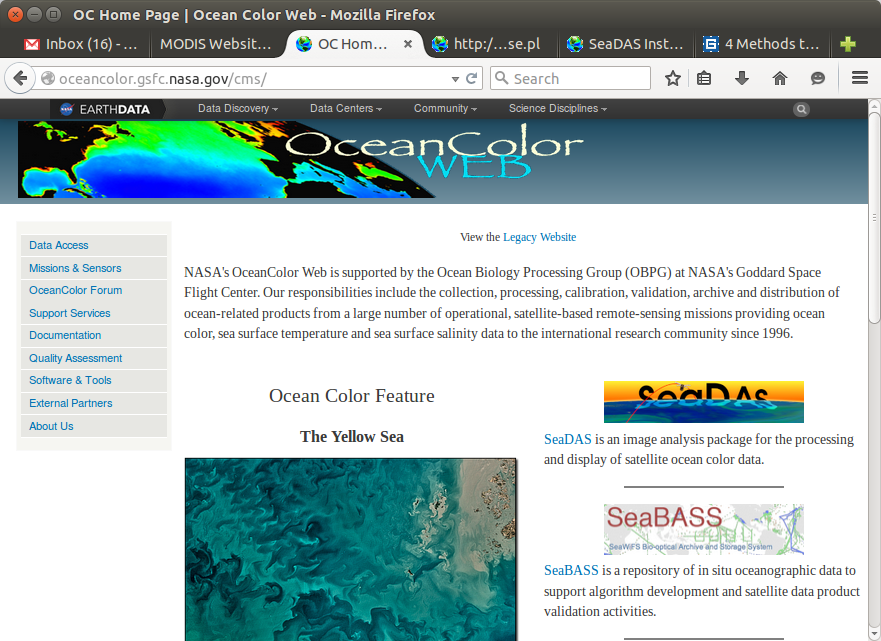 OC Home Page | Ocean Color Web - Mozilla Firefox
Inbox (16) - ...
MODIS Websit...
OC Hom...
http:/...se.pl
SeaDAS Inst...
4 Methods t...
oceancolor.gsfc.nasa.gov/cms/
Search
EARTHDATA
Data Discovery
Data Centers
Community
Science Disciplines
OceanColor
WEB
View the Legacy Website
Data Access
Missions & Sensors
OceanColor Forum
Support Services
Documentation
Quality Assessment
Software & Tools
External Partners
About Us
NASA's OceanColor Web is supported by the Ocean Biology Processing Group (OBPG) at NASA's Goddard Space
Flight Center. Our responsibilities include the collection, processing, calibration, validation, archive and distribution of
ocean-related products from a large number of operational, satellite-based remote-sensing missions providing ocean
color, sea surface temperature and sea surface salinity data to the international research community since 1996.
Ocean Color Feature
The Yellow Sea
SeaDAS
SeaDAS is an image analysis package for the processing
and display of satellite ocean color data.
SeaBASS
SeaWiFS Bio-optical Archive and Storage System
SeaBASS is a repository of in situ oceanographic data to
support algorithm development and satellite data product
validation activities.